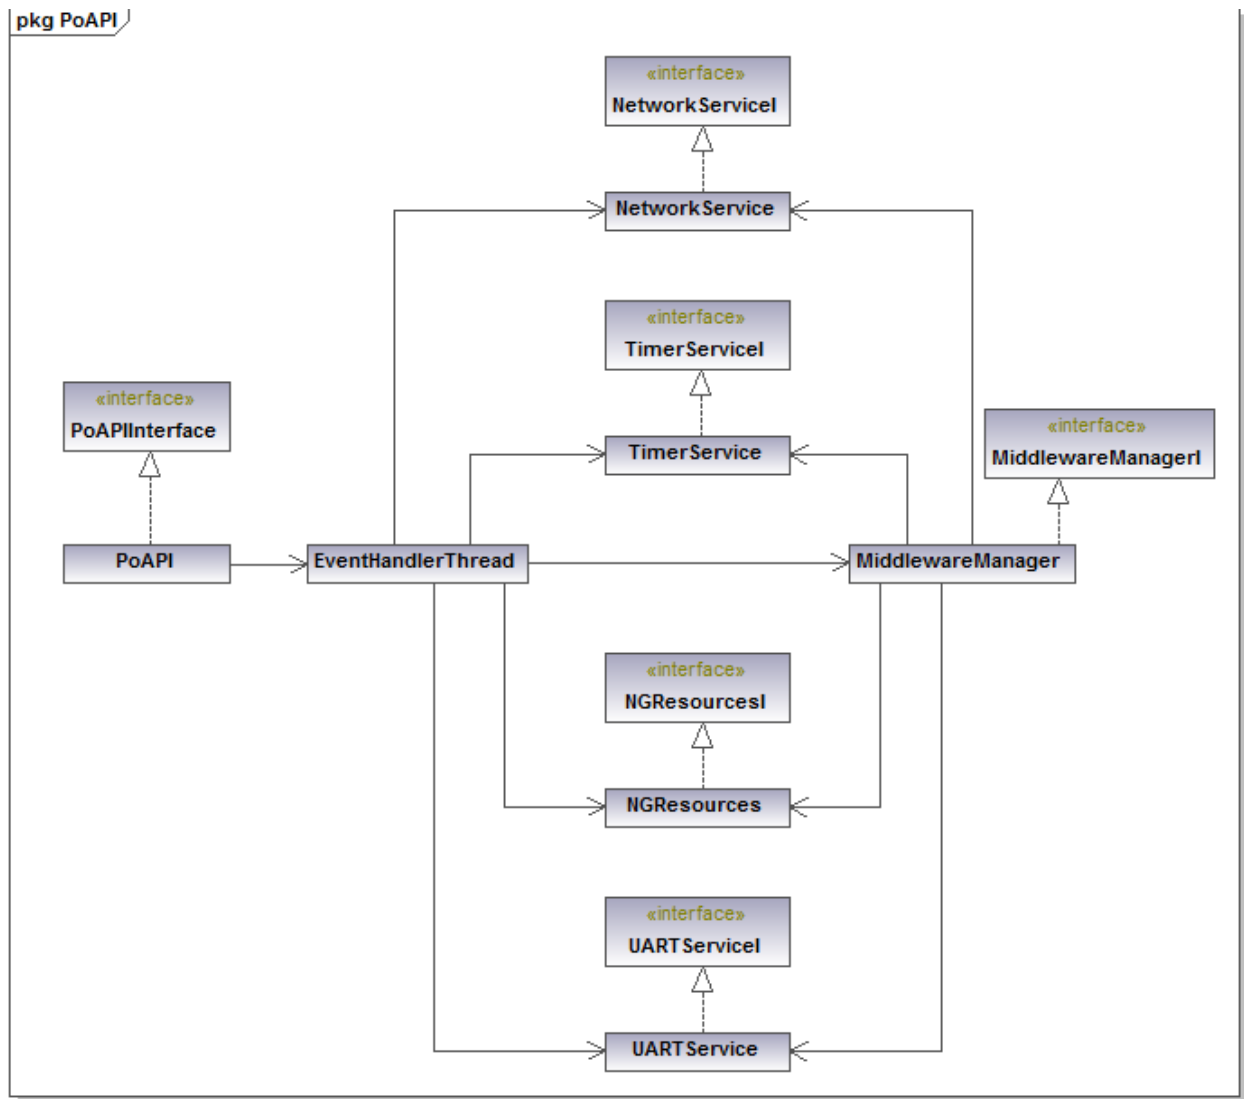 pkg PoAPI
«interface»
NetworkServiceI
NetworkService
«interface»
TimerServiceI
TimerService
«interface»
PoAPIInterface
«interface»
MiddlewareManagerI
PoAPI
EventHandlerThread
MiddlewareManager
«interface»
NGResourcesI
NGResources
«interface»
UARTServiceI
UARTService